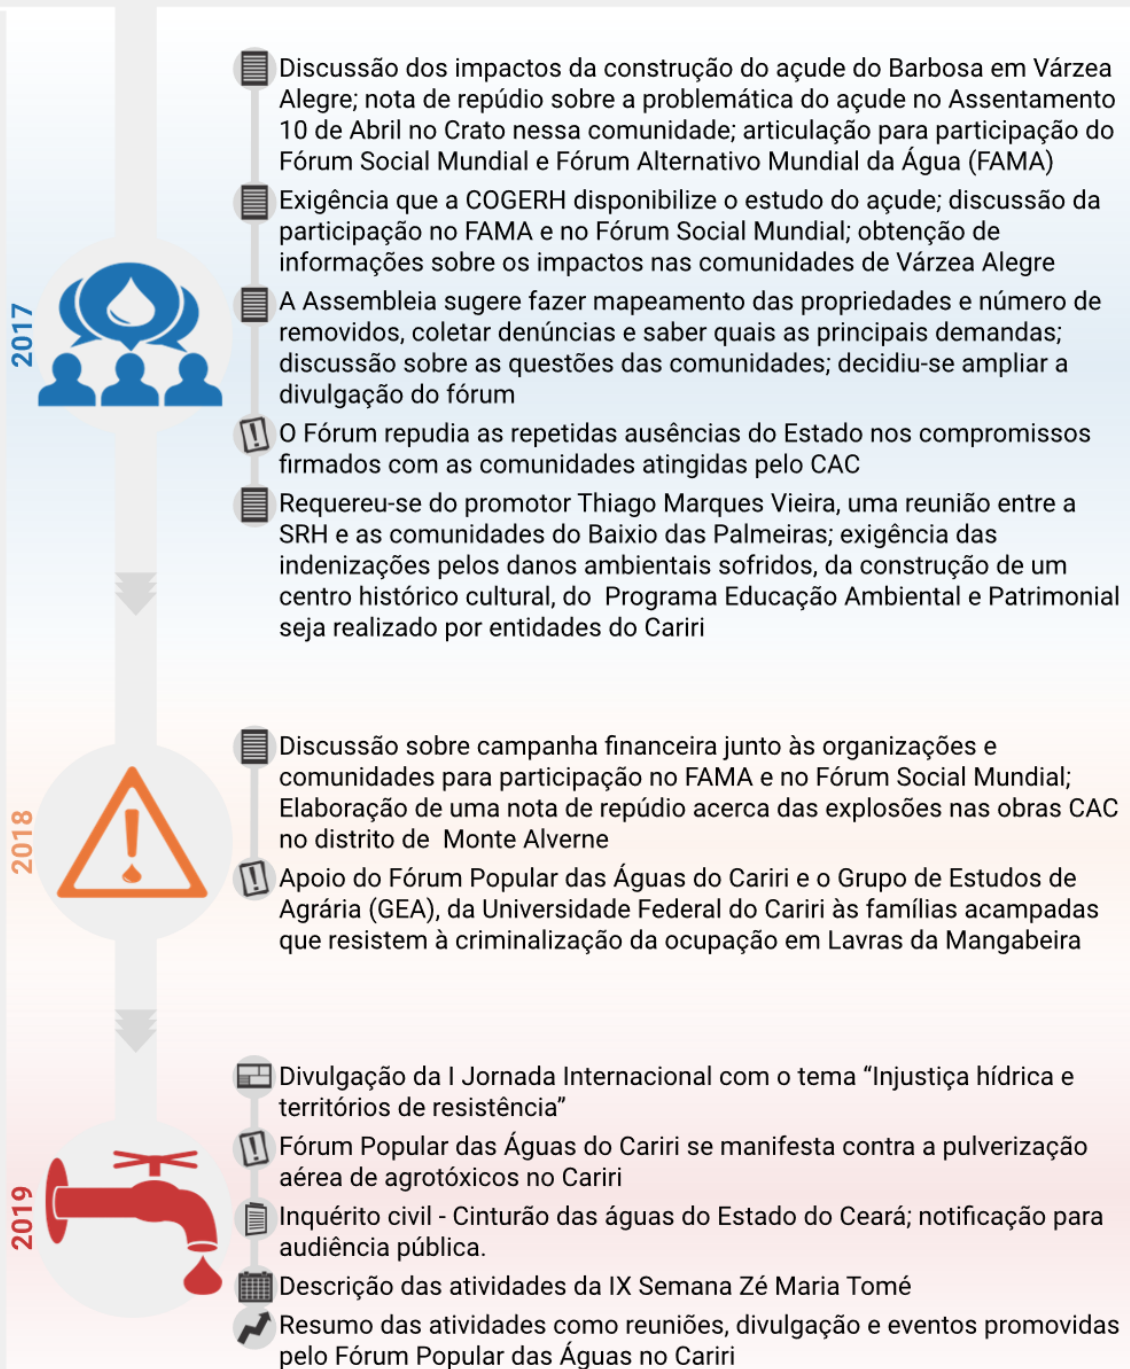 Discussão dos impactos da construção do açude do Barbosa em Várzea
Alegre; nota de repúdio sobre a problemática do açude no Assentamento
10 de Abril no Crato nessa comunidade; articulação para participação do
Fórum Social Mundial e Fórum Alternativo Mundial da Água (FAMA)
Exigência que a COGERH disponibilize o estudo do açude; discussão da
participação no FAMA e no Fórum Social Mundial; obtenção de
informações sobre os impactos nas comunidades de Várzea Alegre
2017
A Assembleia sugere fazer mapeamento das propriedades e número de
removidos, coletar denúncias e saber quais as principais demandas;
discussão sobre as questões das comunidades; decidiu-se ampliar a
divulgação do fórum
O Fórum repudia as repetidas ausências do Estado nos compromissos
firmados com as comunidades atingidas pelo CAC
Requereu-se do promotor Thiago Marques Vieira, uma reunião entre a
SRH e as comunidades do Baixio das Palmeiras; exigência das
indenizações pelos danos ambientais sofridos, da construção de um
centro histórico cultural, do Programa Educação Ambiental e Patrimonial
seja realizado por entidades do Cariri
2018
Discussão sobre campanha financeira junto às organizações e
comunidades para participação no FAMA e no Fórum Social Mundial;
Elaboração de uma nota de repúdio acerca das explosões nas obras CAC
no distrito de Monte Alverne
Apoio do Fórum Popular das Águas do Cariri e o Grupo de Estudos de
Agrária (GEA), da Universidade Federal do Cariri às famílias acampadas
que resistem à criminalização da ocupação em Lavras da Mangabeira
2019
Divulgação da I Jornada Internacional com o tema “Injustiça hídrica e
territórios de resistência”
Fórum Popular das Águas do Cariri se manifesta contra a pulverização
aérea de agrotóxicos no Cariri
Inquérito civil - Cinturão das águas do Estado do Ceará; notificação para
audiência pública.
Descrição das atividades da IX Semana Zé Maria Tomé
Resumo das atividades como reuniões, divulgação e eventos promovidas
pelo Fórum Popular das Águas no Cariri